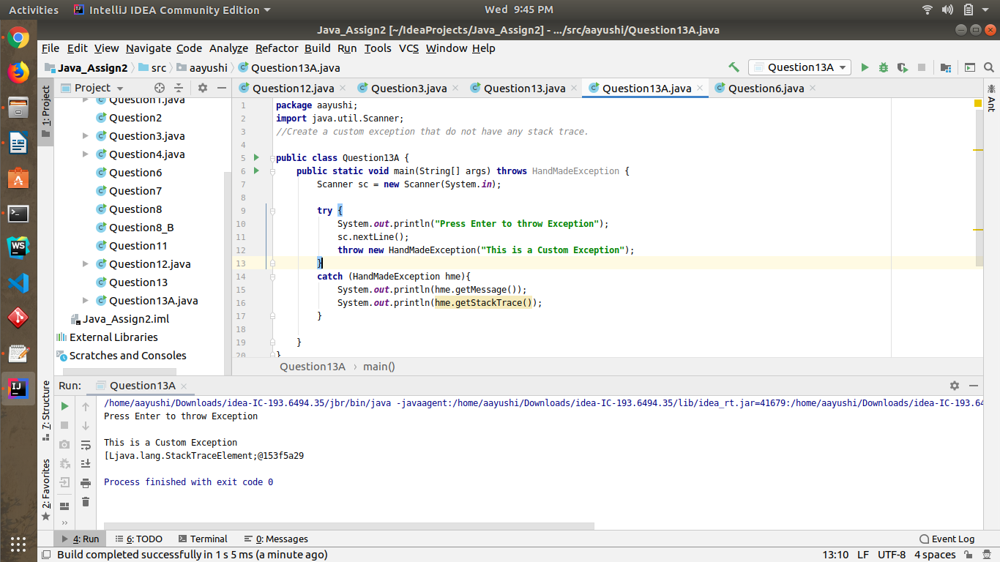 Activities IntelliJ IDEA Community Edition Wed 9:45 PM
Java_Assign2 [~/IdeaProjects/Java_Assign2] - .../src/aayushi/Question13A.java
File Edit View Navigate Code Analyze Refactor Build Run Tools VCS Window Help
Java_Assign2 src aayushi Question13A.java Question13A
1: Project
Project
Question12.java Question3.java Question13.java Question13A.java Question6.java
Ant
Question1.java
Question2
Question3.java
Question4.java
Question6
Question7
Question8
Question8_B
Question11
Question12.java
Question13
Question13A.java
Java_Assign2.iml
External Libraries
Scratches and Consoles
1 package aayushi;
2 import java.util.Scanner;
3 //Create a custom exception that do not have any stack trace.
4
5 public class Question13A {
6 public static void main(String[] args) throws HandMadeException {
7 Scanner sc = new Scanner(System.in);
8
9 try {
10 System.out.println("Press Enter to throw Exception");
11 sc.nextLine();
12 throw new HandMadeException("This is a Custom Exception");
13 }
14 catch (HandMadeException hme){
15 System.out.println(hme.getMessage());
16 System.out.println(hme.getStackTrace());
17 }
18
19 }
20 }
Question13A › main()
Run: Question13A
7: Structure
2: Favorites
/home/aayushi/Downloads/idea-IC-193.6494.35/jbr/bin/java -javaagent:/home/aayushi/Downloads/idea-IC-193.6494.35/lib/idea_rt.jar=41679:/home/aayushi/Downloads/idea-IC-193.64
Press Enter to throw Exception
This is a Custom Exception
[Ljava.lang.StackTraceElement;@153f5a29
Process finished with exit code 0
4: Run 6: TODO Terminal 0: Messages Event Log
Build completed successfully in 1 s 5 ms (a minute ago) 13:10 LF UTF-8 4 spaces
WS
IJ